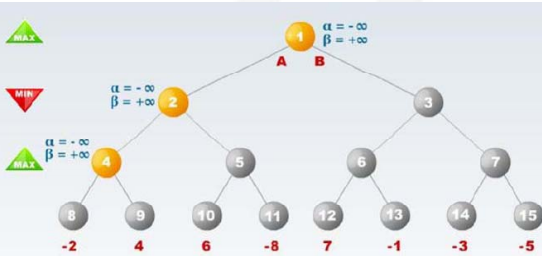 MAX
1
α = - ∞
β = +∞
A B
MIN
α = - ∞
β = +∞
2
3
MAX
α = - ∞
β = +∞
4
5
6
7
8 9 10 11 12 13 14 15
-2 4 6 -8 7 -1 -3 -5